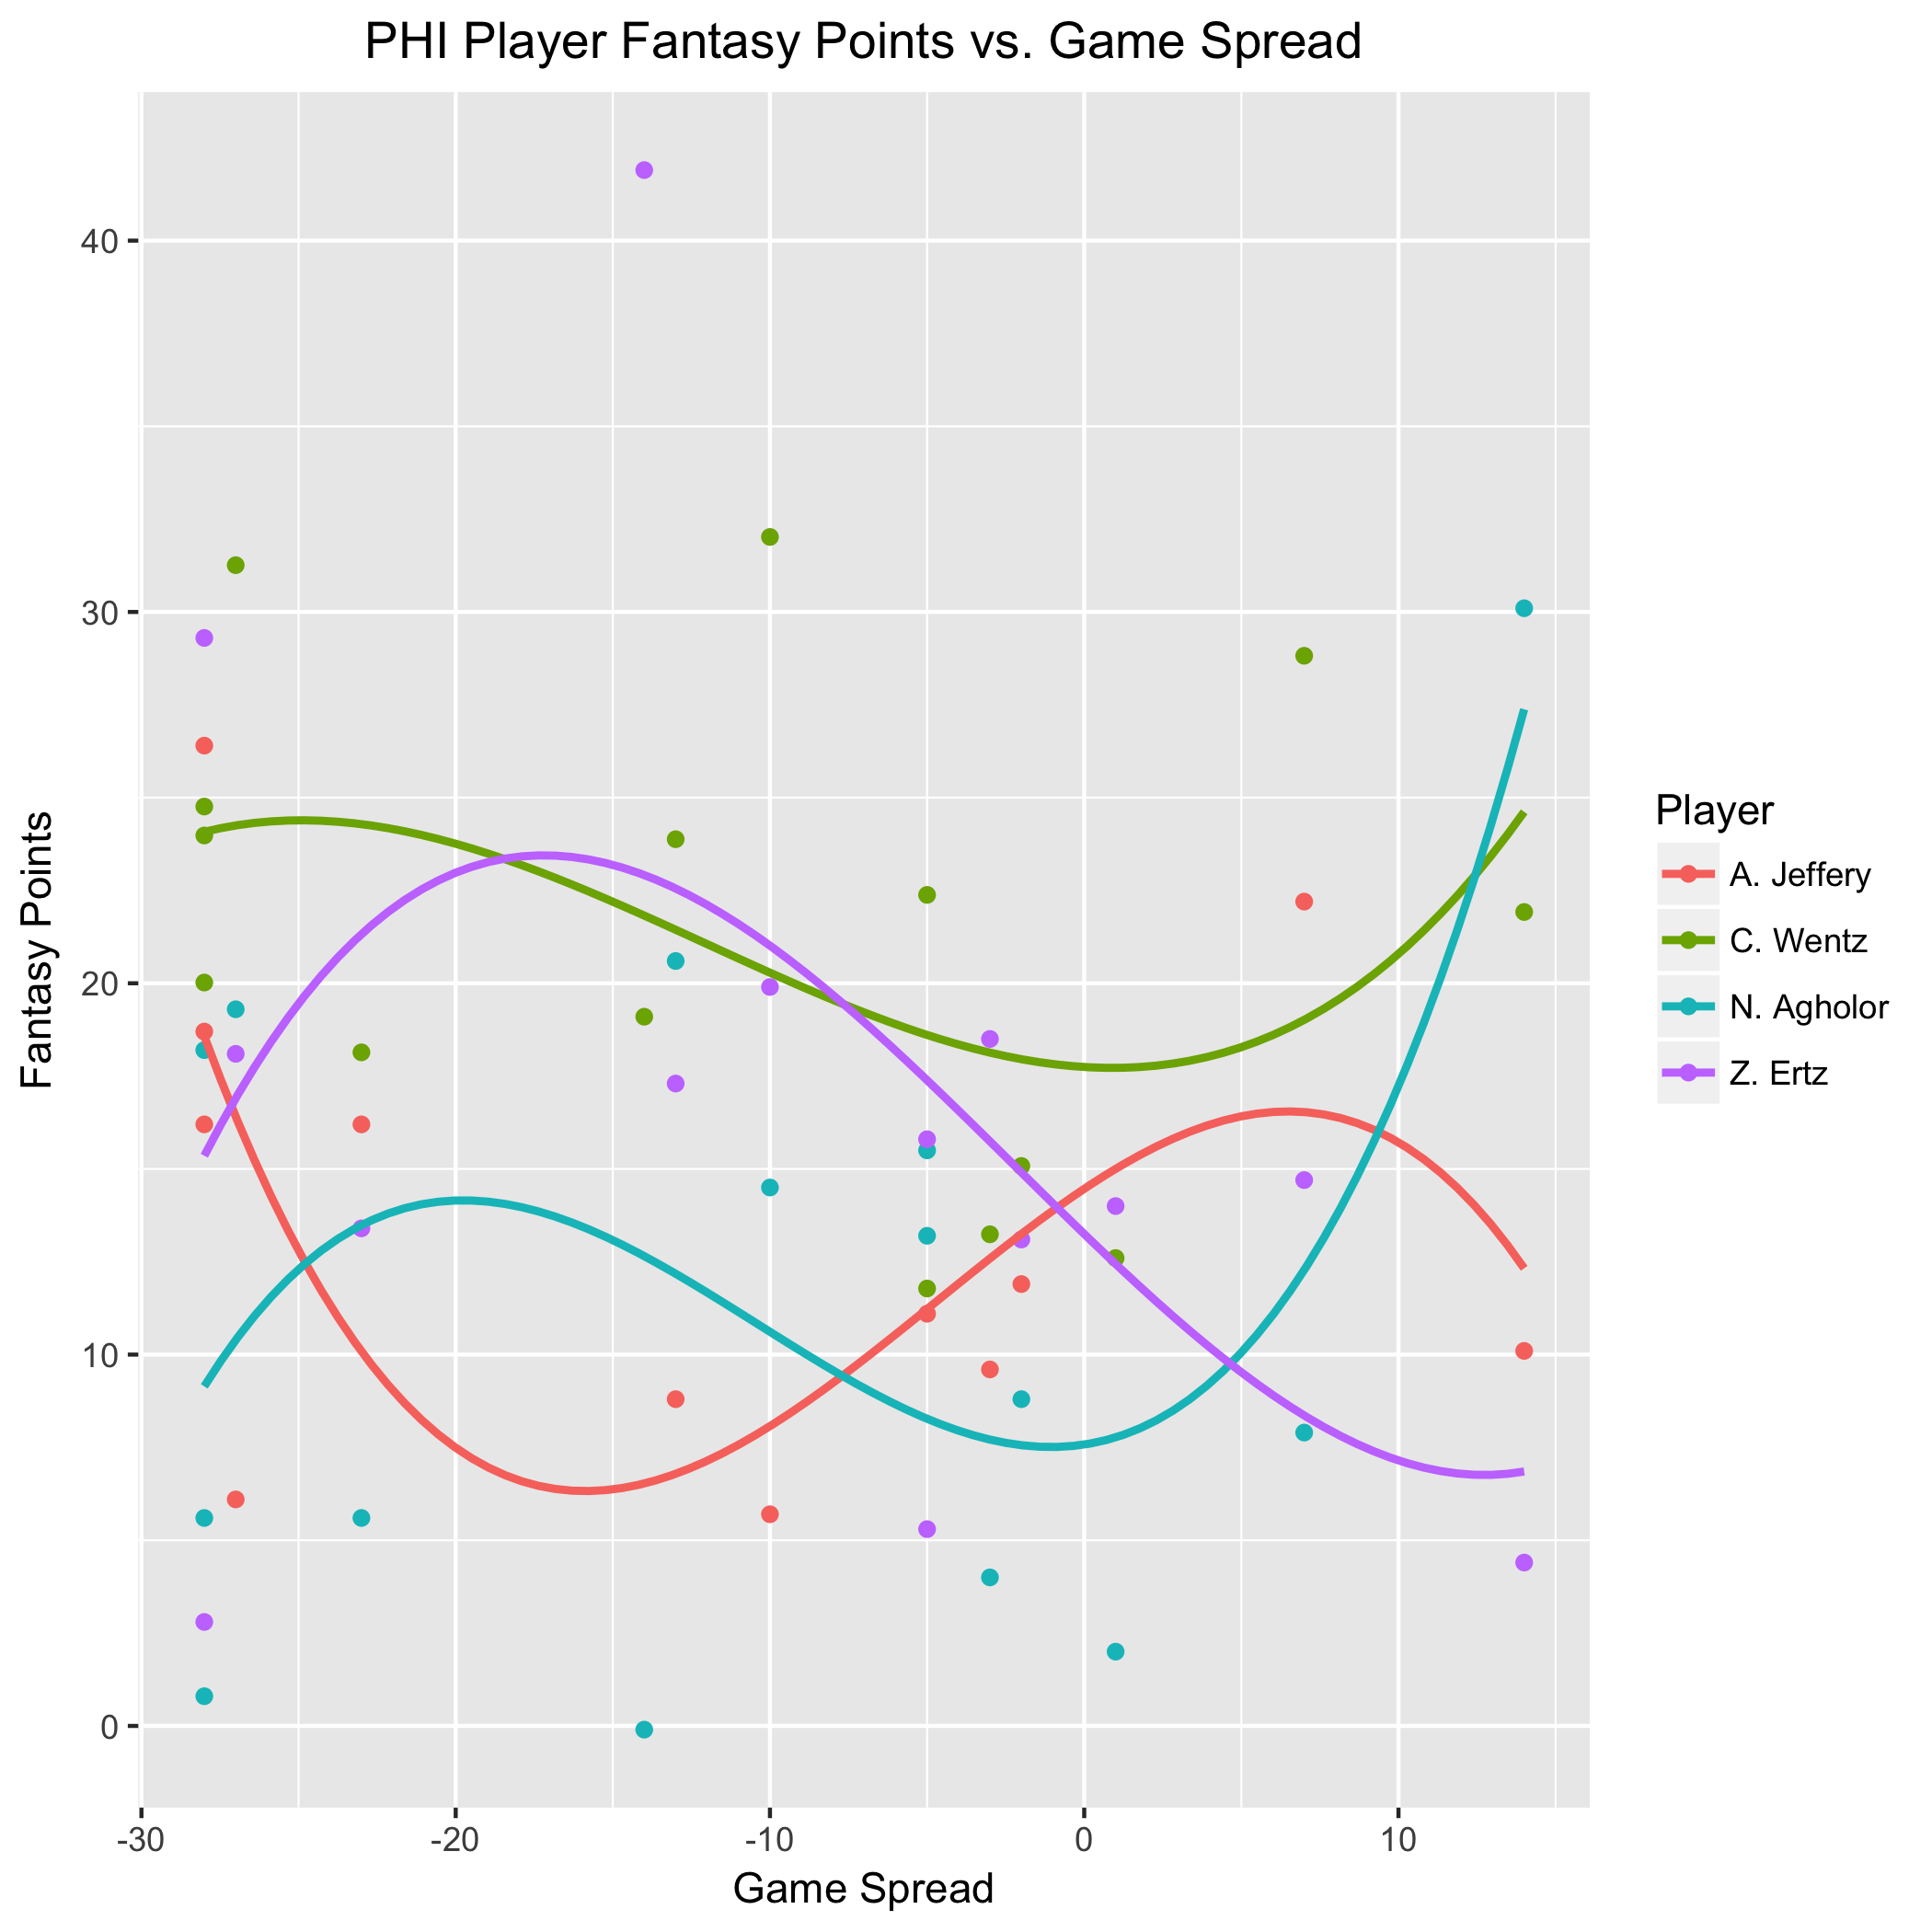 PHI Player Fantasy Points vs. Game Spread
Fantasy Points
40
30
20
10
0
-30
-20
-10
0
10
Game Spread
Player
A. Jeffery
C. Wentz
N. Agholor
Z. Ertz